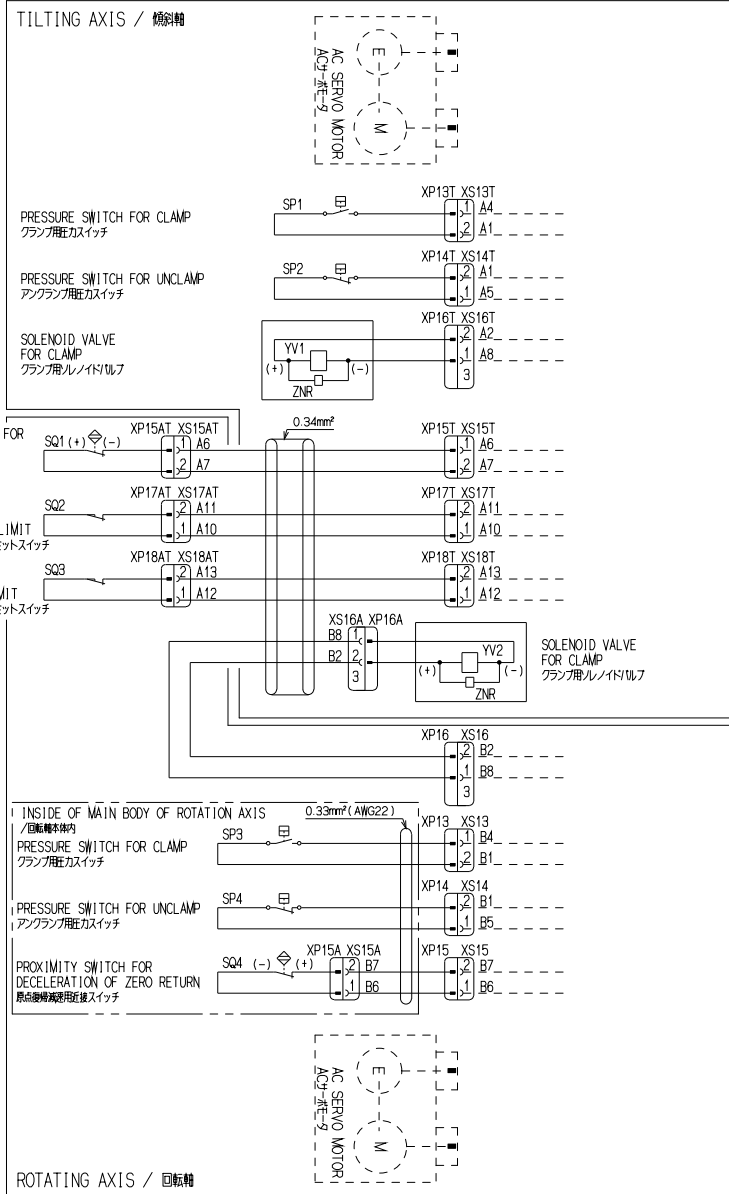 TILTING AXIS / 傾斜軸
E
M
AC SERVO MOTOR
ACサーボモータ
PRESSURE SWITCH FOR CLAMP
クランプ用圧力スイッチ
SP1
XP13T XS13T
1 A4
2 A1
PRESSURE SWITCH FOR UNCLAMP
アンクランプ用圧力スイッチ
SP2
XP14T XS14T
2 A1
1 A5
SOLENOID VALVE
FOR CLAMP
クランプ用ソレノイドバルブ
YV1
(+) (-)
ZNR
XP16T XS16T
2 A2
1 A8
3
0.34mm²
FOR
SQ1 (+) (-)
XP15AT XS15AT
1 A6
2 A7
XP15T XS15T
1 A6
2 A7
SQ2
XP17AT XS17AT
2 A11
1 A10
XP17T XS17T
2 A11
1 A10
LIMIT
ミットスイッチ
SQ3
XP18AT XS18AT
2 A13
1 A12
XP18T XS18T
2 A13
1 A12
MIT
ミットスイッチ
XS16A XP16A
B8 1
B2 2
3
YV2
(+) (-)
ZNR
SOLENOID VALVE
FOR CLAMP
クランプ用ソレノイドバルブ
XP16 XS16
2 B2
1 B8
3
INSIDE OF MAIN BODY OF ROTATION AXIS
/回転軸本体内
0.33mm²(AWG22)
PRESSURE SWITCH FOR CLAMP
クランプ用圧力スイッチ
SP3
XP13 XS13
1 B4
2 B1
PRESSURE SWITCH FOR UNCLAMP
アンクランプ用圧力スイッチ
SP4
XP14 XS14
2 B1
1 B5
PROXIMITY SWITCH FOR
DECELERATION OF ZERO RETURN
原点復帰減速用近接スイッチ
SQ4 (-) (+)
XP15A XS15A
2 B7
1 B6
XP15 XS15
2 B7
1 B6
E
M
AC SERVO MOTOR
ACサーボモータ
ROTATING AXIS / 回転軸